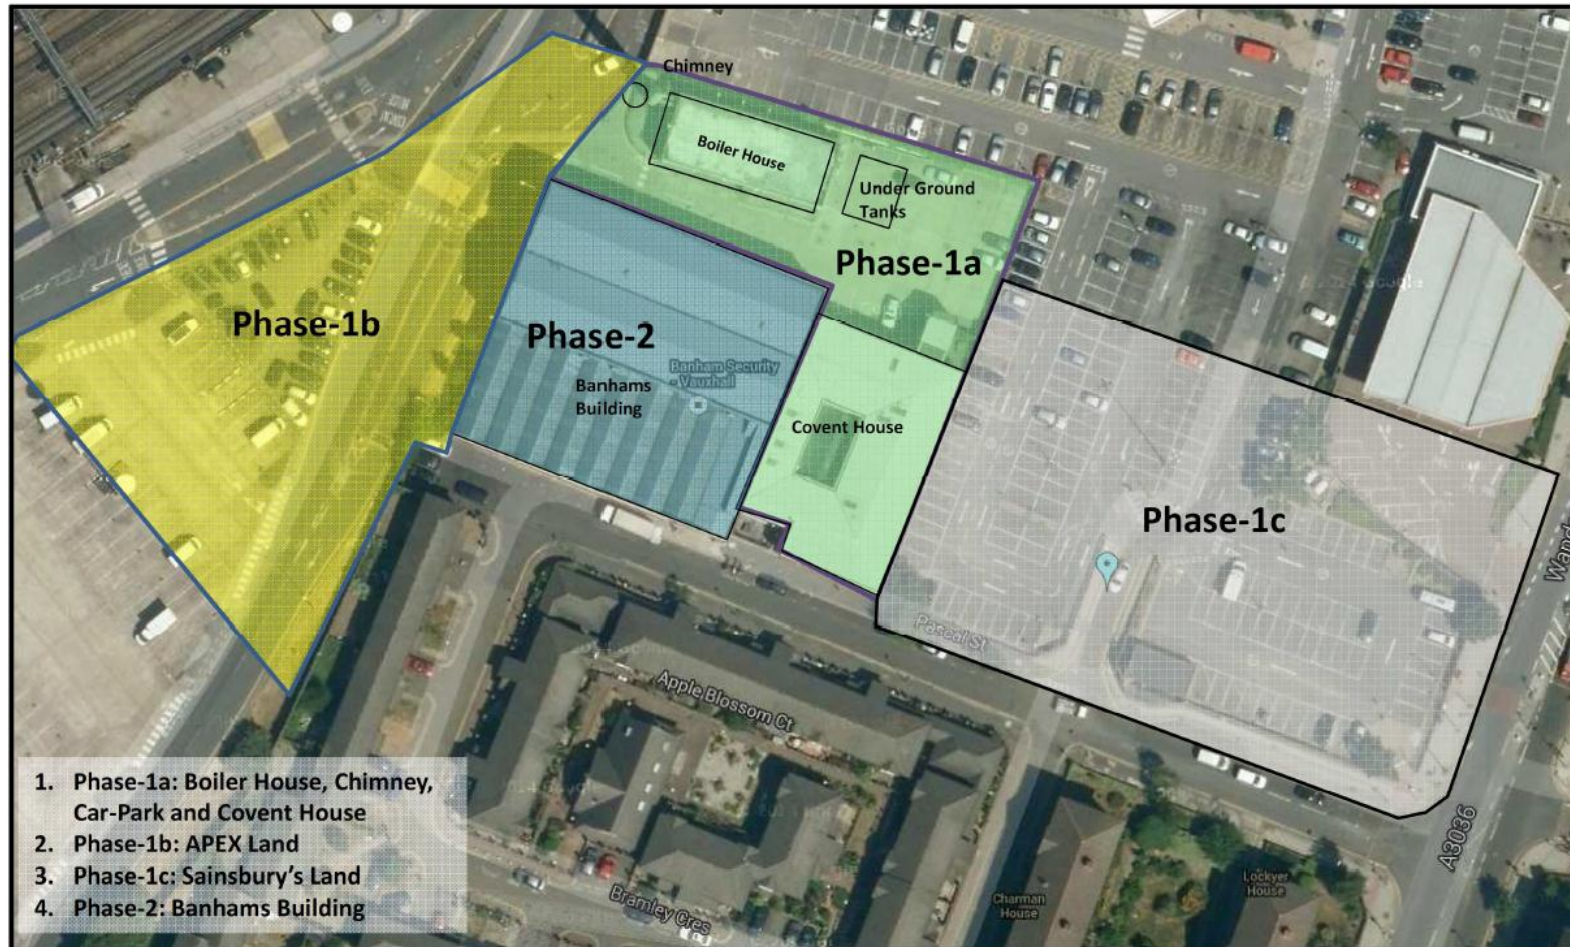 Chimney
Boiler House
Under Ground
Tanks
Phase-1a
Phase-1b
Phase-2
Banham Security
- Vauxhall
Banhams
Building
Covent House
Phase-1c
Wand
Pascal St
Apple Blossom Ct
A3036
Bramley Cres
Charman
House
Lockyer
House
1. Phase-1a: Boiler House, Chimney,
Car-Park and Covent House
2. Phase-1b: APEX Land
3. Phase-1c: Sainsbury's Land
4. Phase-2: Banhams Building